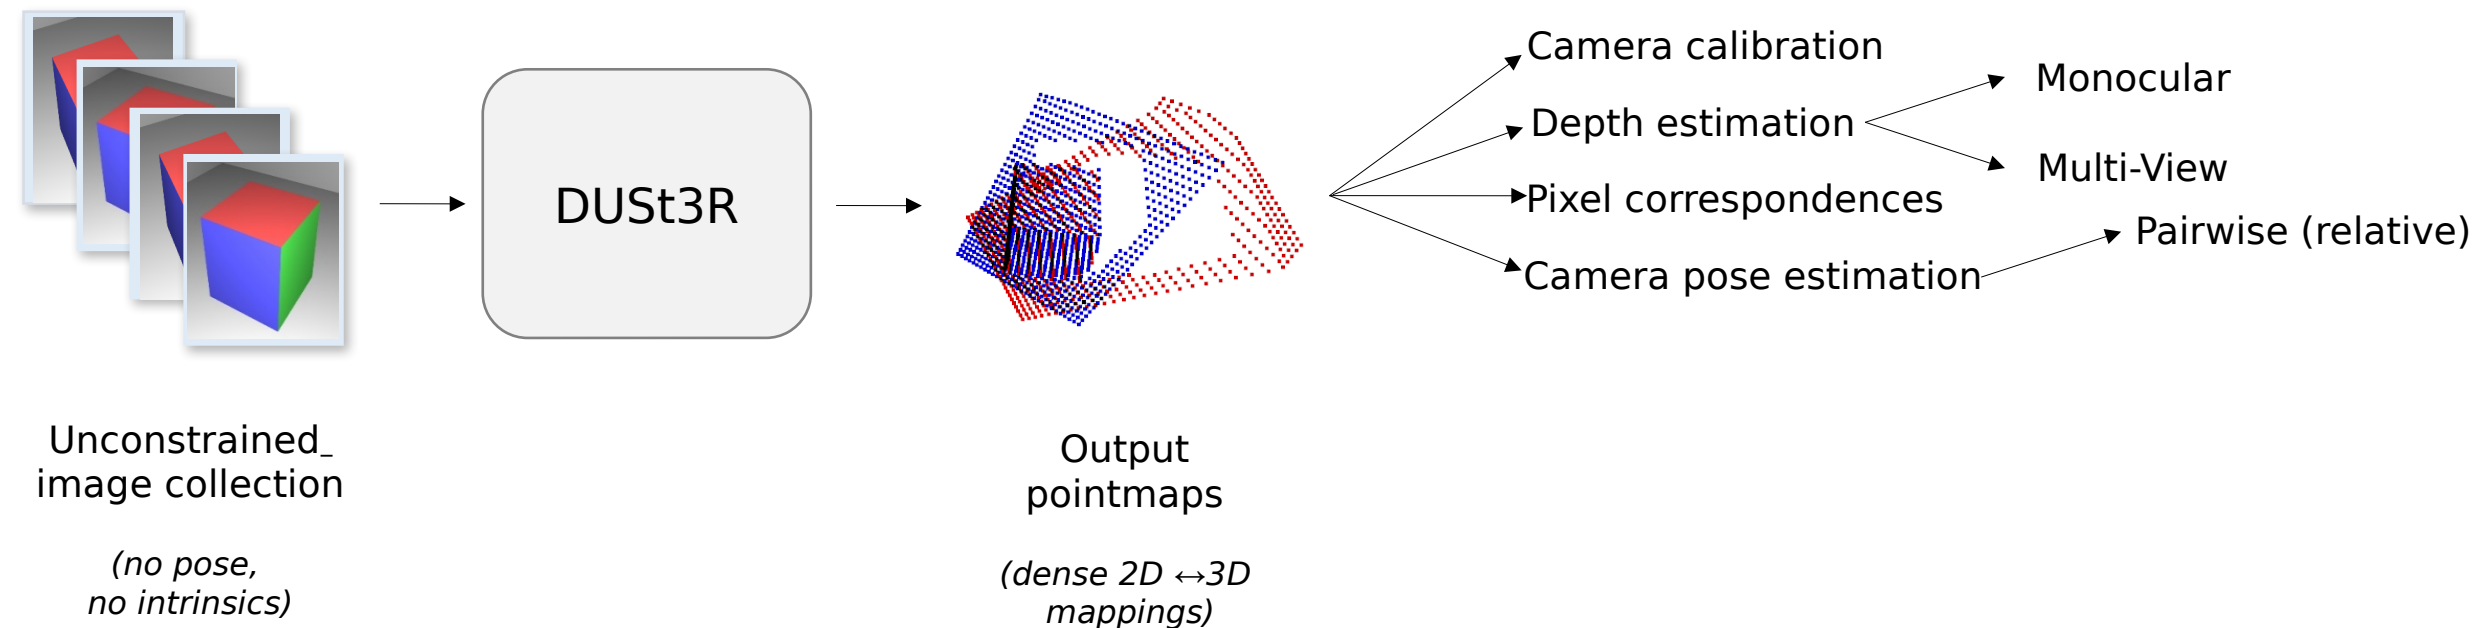 Unconstrained_
image collection
(no pose,
no intrinsics)
DUSt3R
Output
pointmaps
(dense 2D ↔3D
mappings)
Camera calibration
Depth estimation
Monocular
Multi-View
Pixel correspondences
Camera pose estimation
Pairwise (relative)